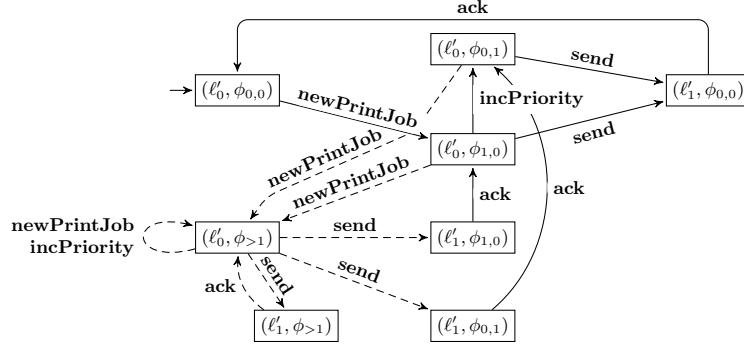 ack
(ℓ′₀, ϕ₀,₁)
send
(ℓ′₀, ϕ₀,₀)
(ℓ′₁, ϕ₀,₀)
newPrintJob
incPriority
send
(ℓ′₀, ϕ₁,₀)
newPrintJob
newPrintJob
ack
ack
newPrintJob
incPriority
(ℓ′₀, ϕ>₁)
send
(ℓ′₁, ϕ₁,₀)
ack
send
send
(ℓ′₁, ϕ>₁)
(ℓ′₁, ϕ₀,₁)